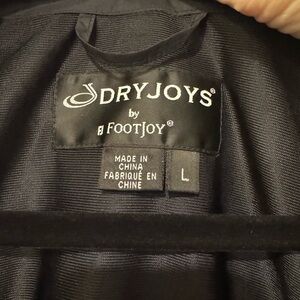 DRYJOYS®
by
FOOTJOY®
MADE IN
CHINA
FABRIQUÉ EN
CHINE
L